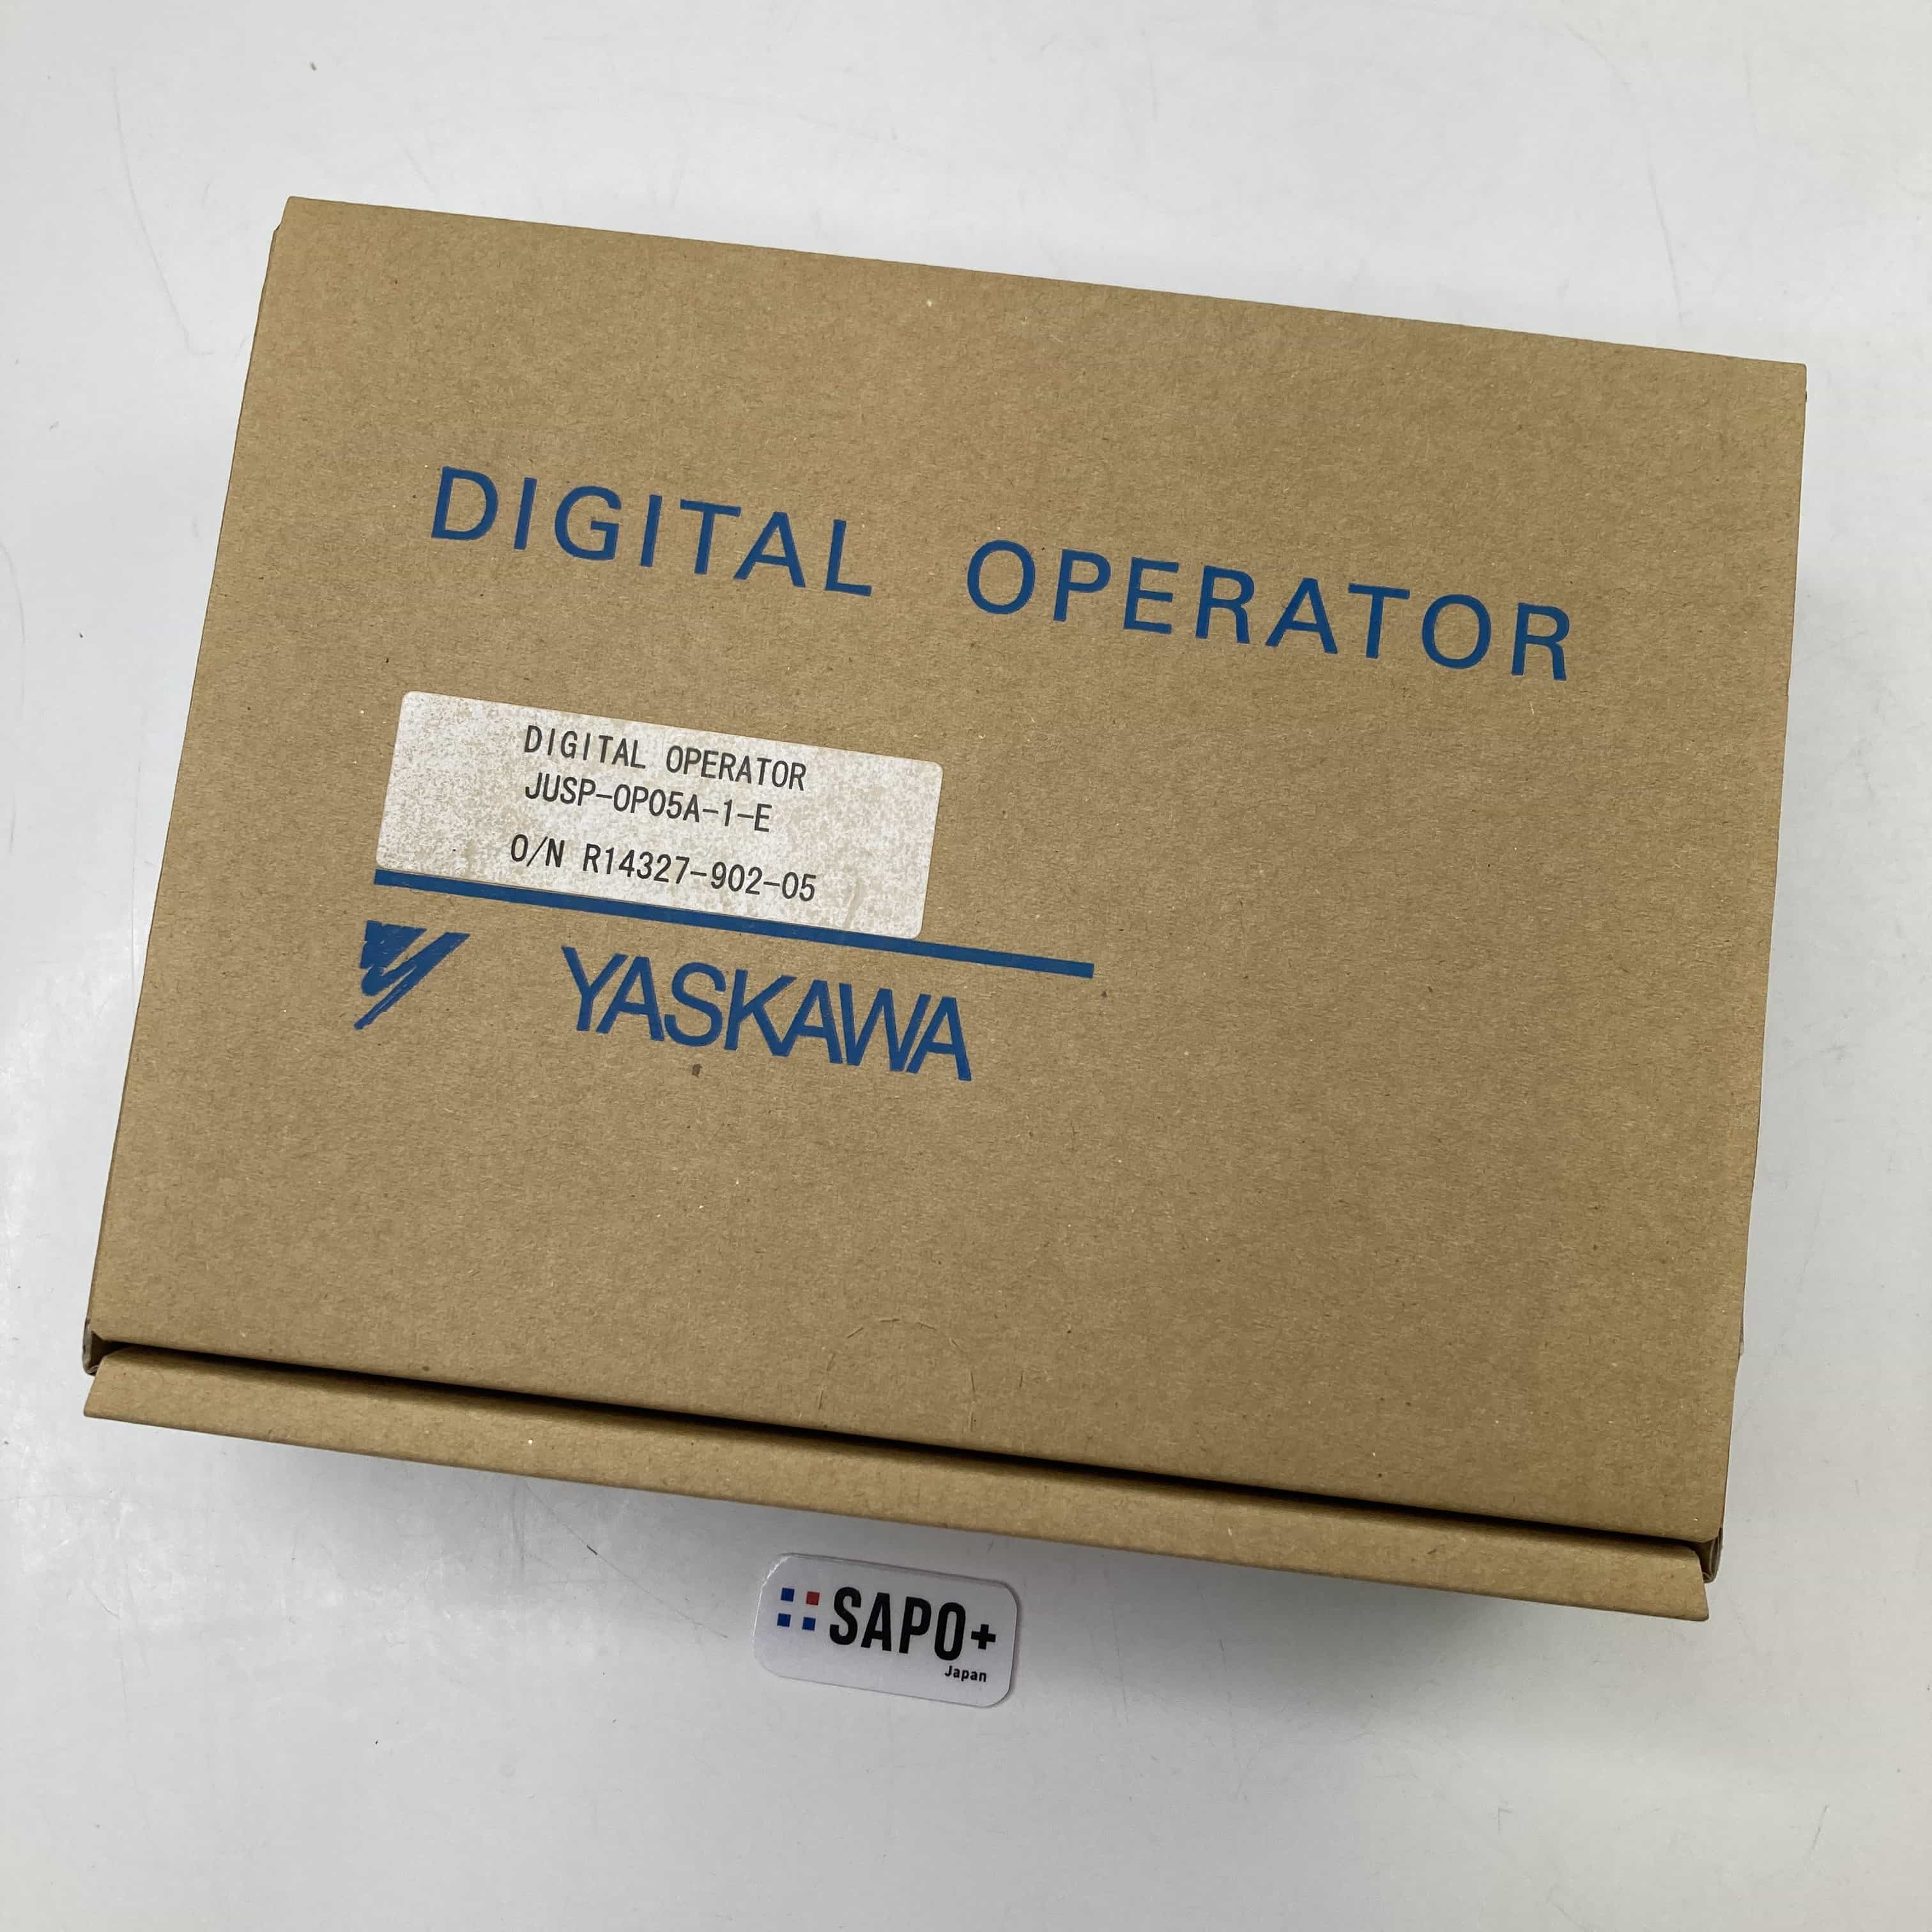 DIGITAL OPERATOR
DIGITAL OPERATOR
JUSP-OP05A-1-E
O/N R14327-902-05
YASKAWA
SAPO+
Japan